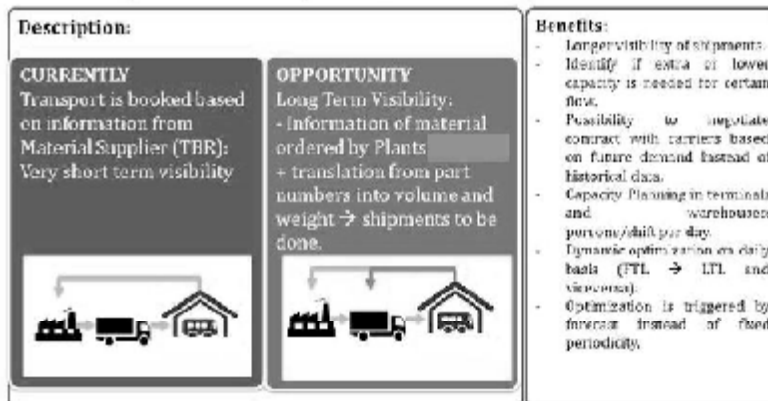 Description:
CURRENTLY
Transport is booked based
on information from
Material Supplier (TBR):
Very short term visibility
OPPORTUNITY
Long Term Visibility:
- Information of material
ordered by Plants
+ translation from part
numbers into volume and
weight → shipments to be
done.
Benefits:
- Longer visibility of shipments.
- Identify if extra or lower
capacity is needed for certain
flow.
- Possibility to negotiate
contract with carriers based
on future demand instead of
historical data.
- Capacity Planning in terminals
and warehouses
persons/shift per day.
- Dynamic optimization on daily
basis (FTL → LTL and
viceversa).
- Optimization is triggered by
forecast instead of fixed
periodicity.